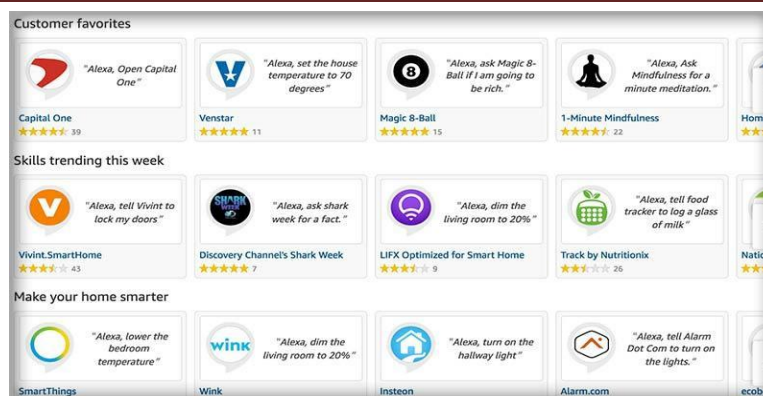 Customer favorites
"Alexa, Open Capital One"
Capital One
39
"Alexa, set the house temperature to 70 degrees"
Venstar
11
8
"Alexa, ask Magic 8-Ball if I am going to be rich."
Magic 8-Ball
15
"Alexa, Ask Mindfulness for a minute meditation."
1-Minute Mindfulness
22
Hom
Skills trending this week
"Alexa, tell Vivint to lock my doors"
Vivint.SmartHome
43
SHARK WEEK
"Alexa, ask shark week for a fact."
Discovery Channel's Shark Week
7
"Alexa, dim the living room to 20%"
LIFX Optimized for Smart Home
9
"Alexa, tell food tracker to log a glass of milk"
Track by Nutritionix
26
Natio
Make your home smarter
"Alexa, lower the bedroom temperature"
SmartThings
wink
"Alexa, dim the living room to 20%"
Wink
"Alexa, turn on the hallway light"
Insteon
"Alexa, tell Alarm Dot Com to turn on the lights."
Alarm.com
ecob